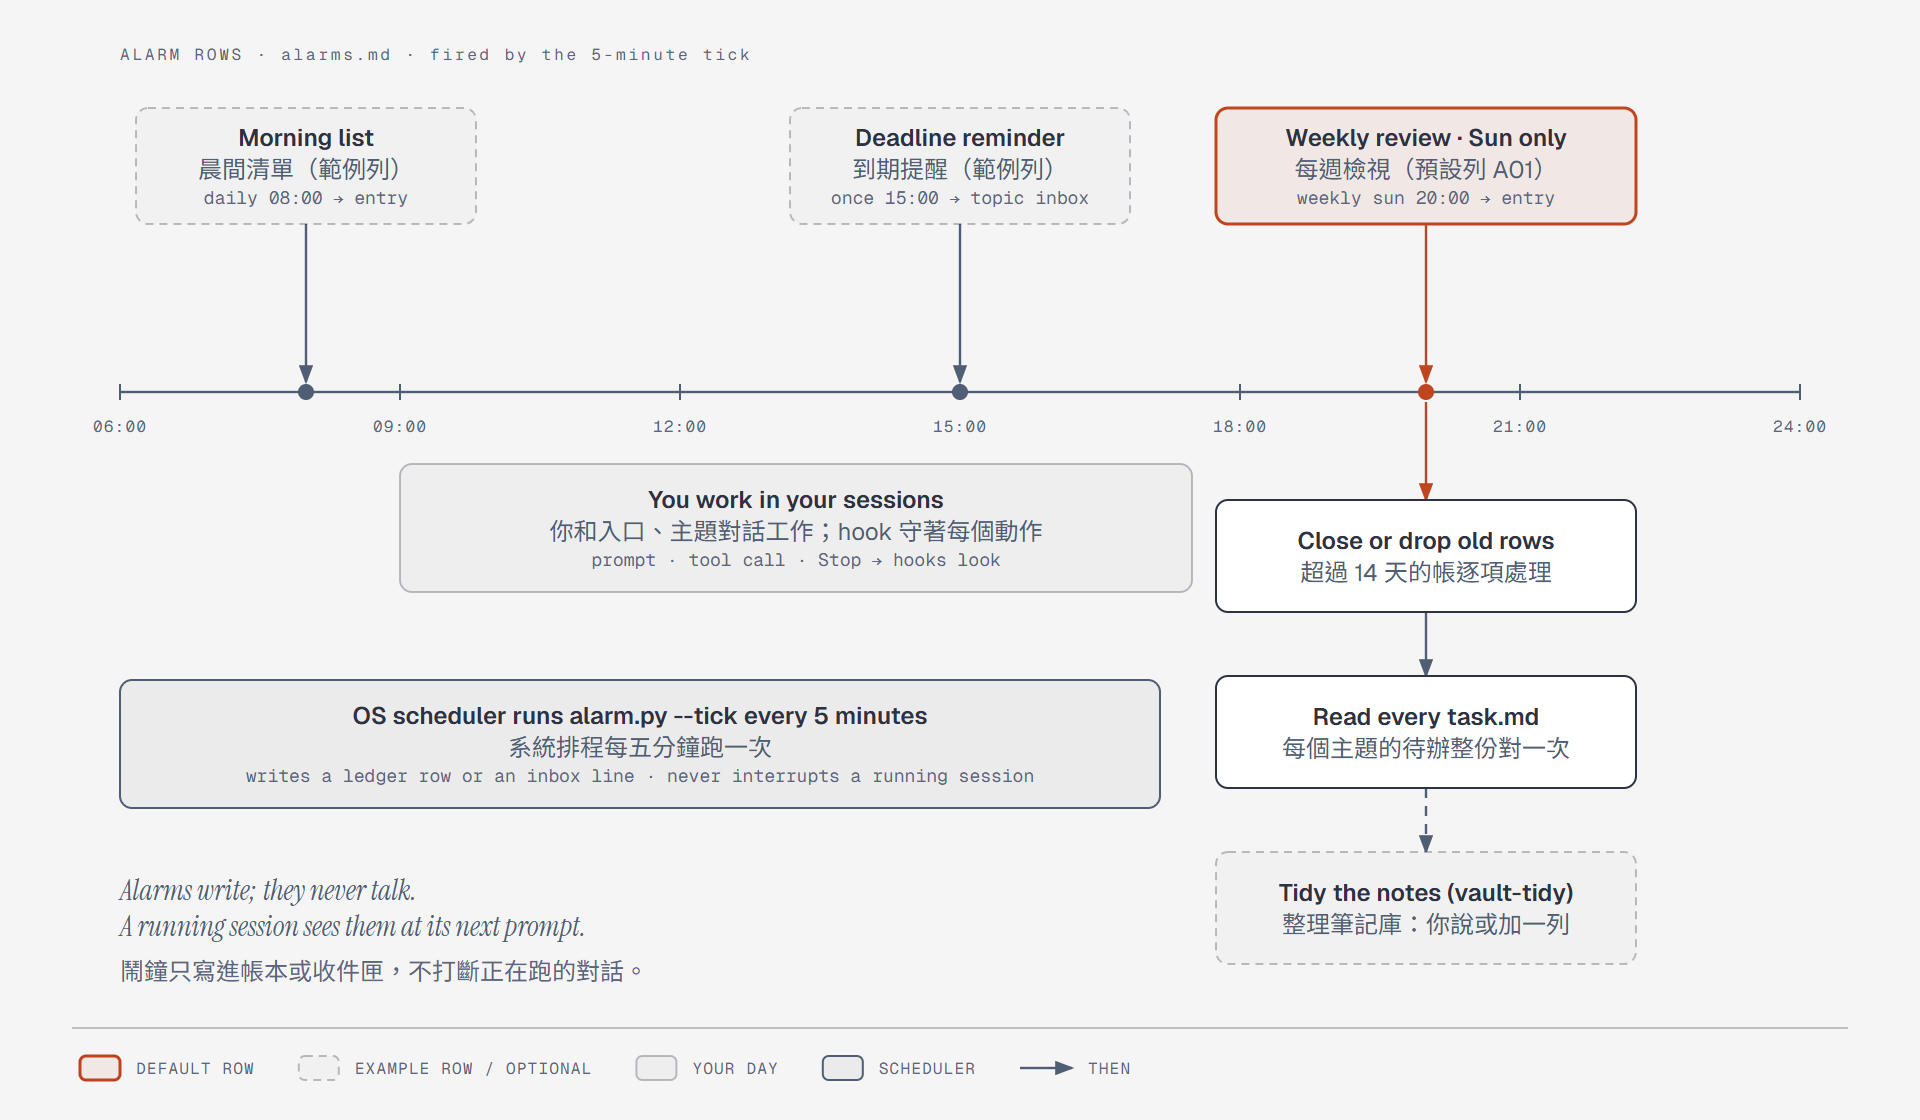 ALARM ROWS · alarms.md · fired by the 5-minute tick
Morning list
晨間清單（範例列）
daily 08:00 → entry
Deadline reminder
到期提醒（範例列）
once 15:00 → topic inbox
Weekly review · Sun only
每週檢視（預設列 A01）
weekly sun 20:00 → entry
06:00
09:00
12:00
15:00
18:00
21:00
24:00
You work in your sessions
你和入口、主題對話工作；hook 守著每個動作
prompt · tool call · Stop → hooks look
Close or drop old rows
超過 14 天的帳逐項處理
OS scheduler runs alarm.py --tick every 5 minutes
系統排程每五分鐘跑一次
writes a ledger row or an inbox line · never interrupts a running session
Read every task.md
每個主題的待辦整份對一次
Tidy the notes (vault-tidy)
整理筆記庫：你說或加一列
Alarms write; they never talk.
A running session sees them at its next prompt.
鬧鐘只寫進帳本或收件匣，不打斷正在跑的對話。
DEFAULT ROW
EXAMPLE ROW / OPTIONAL
YOUR DAY
SCHEDULER
THEN